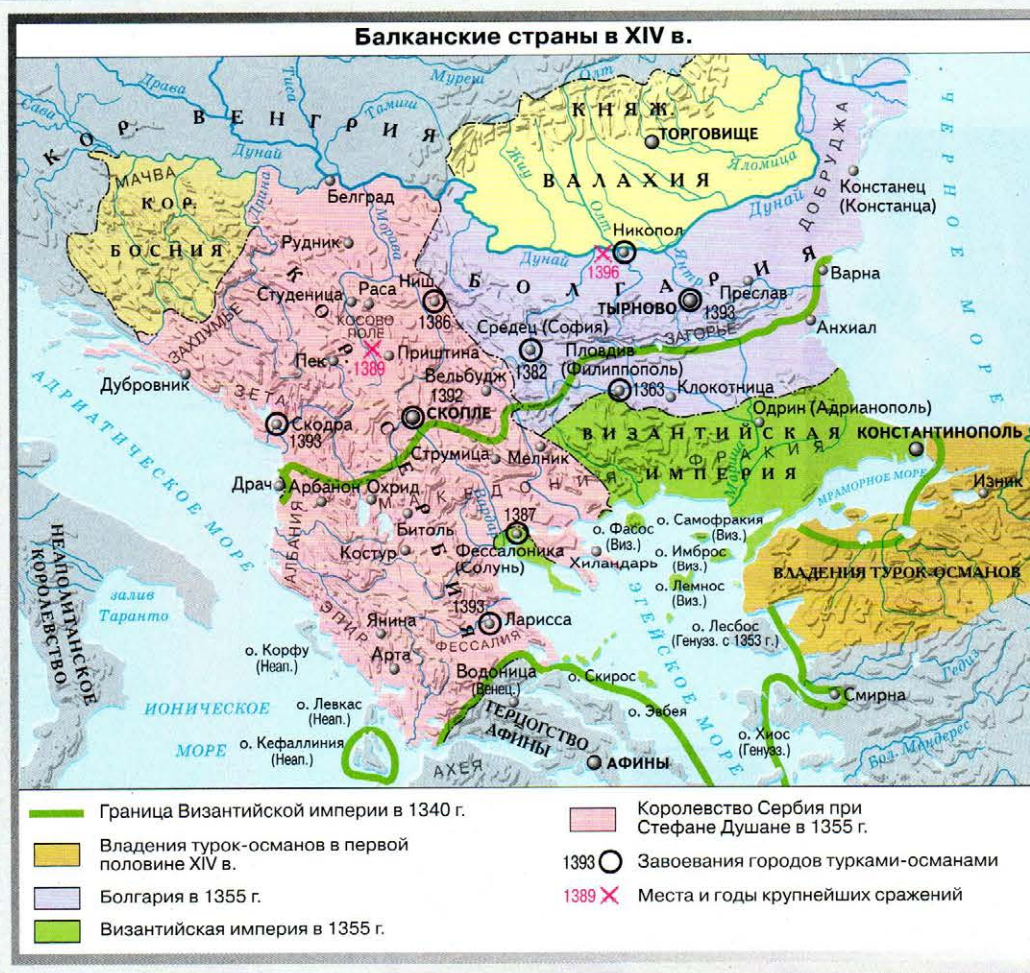 Балканские страны в XIV в.
КОР. ВЕНГРИЯ
Сава
Драва
Тиса
Тамиш
Муреш
Олт
Дунай
МАЧВА
КОР.
БОСНИЯ
Дрина
Белград
Морава
Рудник
КНЯЖ
ВАЛАХИЯ
ТОРГОВИЩЕ
Жиу
Олт
Яломица
Дунай
ДОБРУДЖА
Констанец
(Констанца)
ЧЕРНОЕ МОРЕ
Никопол
1396
Дунай
БОЛГАРИЯ
ТЫРНОВО
1393
Преслав
Варна
ЗАГОРЬЕ
Анхиал
Средец (София)
1382
Пловдив
(Филиппополь)
1363
Клокотница
Студеница
Раса
Ниш
1386
КОСОВО
ПОЛЕ
1389
Пек
Приштина
Вельбудж
1392
СКОПЛЕ
КОР. СЕРБИЯ
ЗАХЛУМЬЕ
Дубровник
ЗЕТА
Скодра
1393
АДРИАТИЧЕСКОЕ МОРЕ
Одрин (Адрианополь)
ВИЗАНТИЙСКАЯ
ФРАКИЯ
ИМПЕРИЯ
КОНСТАНТИНОПОЛЬ
МРАМОРНОЕ МОРЕ
Изник
ВЛАДЕНИЯ ТУРОК-ОСМАНОВ
Струмица
Мелник
Драч
Арбанон
Охрид
МАКЕДОНИЯ
Вардар
Битоль
Костур
АЛБАНИЯ
1387
Фессалоника
(Солунь)
Хиландарь
о. Фасос
(Виз.)
о. Самофракия
(Виз.)
о. Имброс
(Виз.)
о. Лемнос
(Виз.)
о. Лесбос
(Генуэз. с 1353 г.)
ЭГЕЙСКОЕ МОРЕ
НЕАПОЛИТАНСКОЕ
КОРОЛЕВСТВО
залив
Таранто
ЭПИР
Янина
Арта
1393
Ларисса
ФЕССАЛИЯ
о. Корфу
(Неап.)
о. Левкас
(Неап.)
о. Кефаллиния
(Неап.)
ИОНИЧЕСКОЕ
МОРЕ
Водоница
(Венец.)
о. Скирос
о. Эвбея
ГЕРЦОГСТВО
АФИНЫ
АФИНЫ
АХЕЯ
о. Хиос
(Генуэз.)
Смирна
Гедиз
Бол. Мендерес
Граница Византийской империи в 1340 г.
Владения турок-османов в первой
половине XIV в.
Болгария в 1355 г.
Византийская империя в 1355 г.
Королевство Сербия при
Стефане Душане в 1355 г.
1393 Завоевания городов турками-османами
1389 Места и годы крупнейших сражений